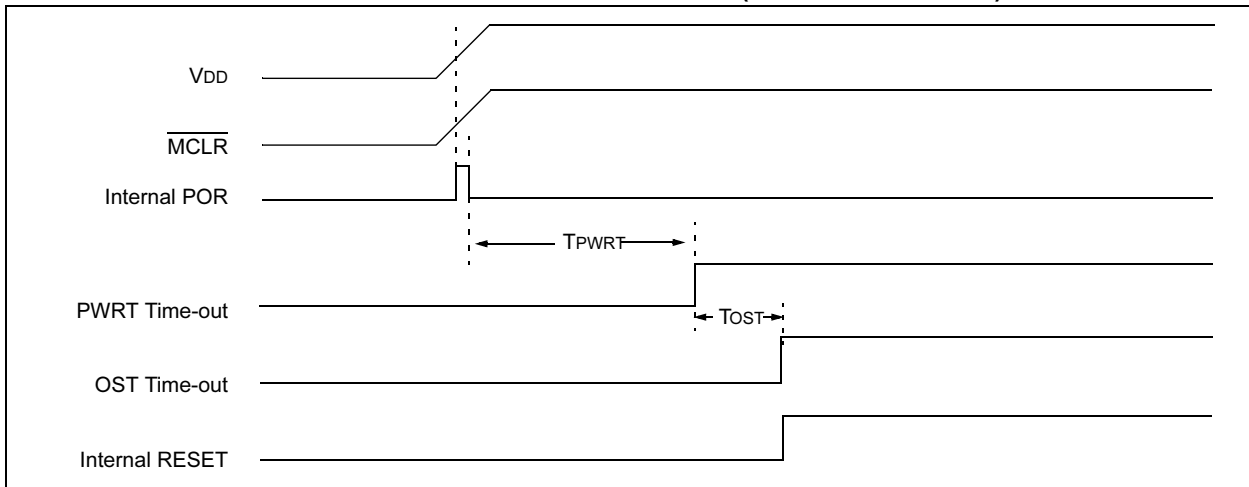 VDD
MCLR
Internal POR
TPWRT
PWRT Time-out
TOST
OST Time-out
Internal RESET